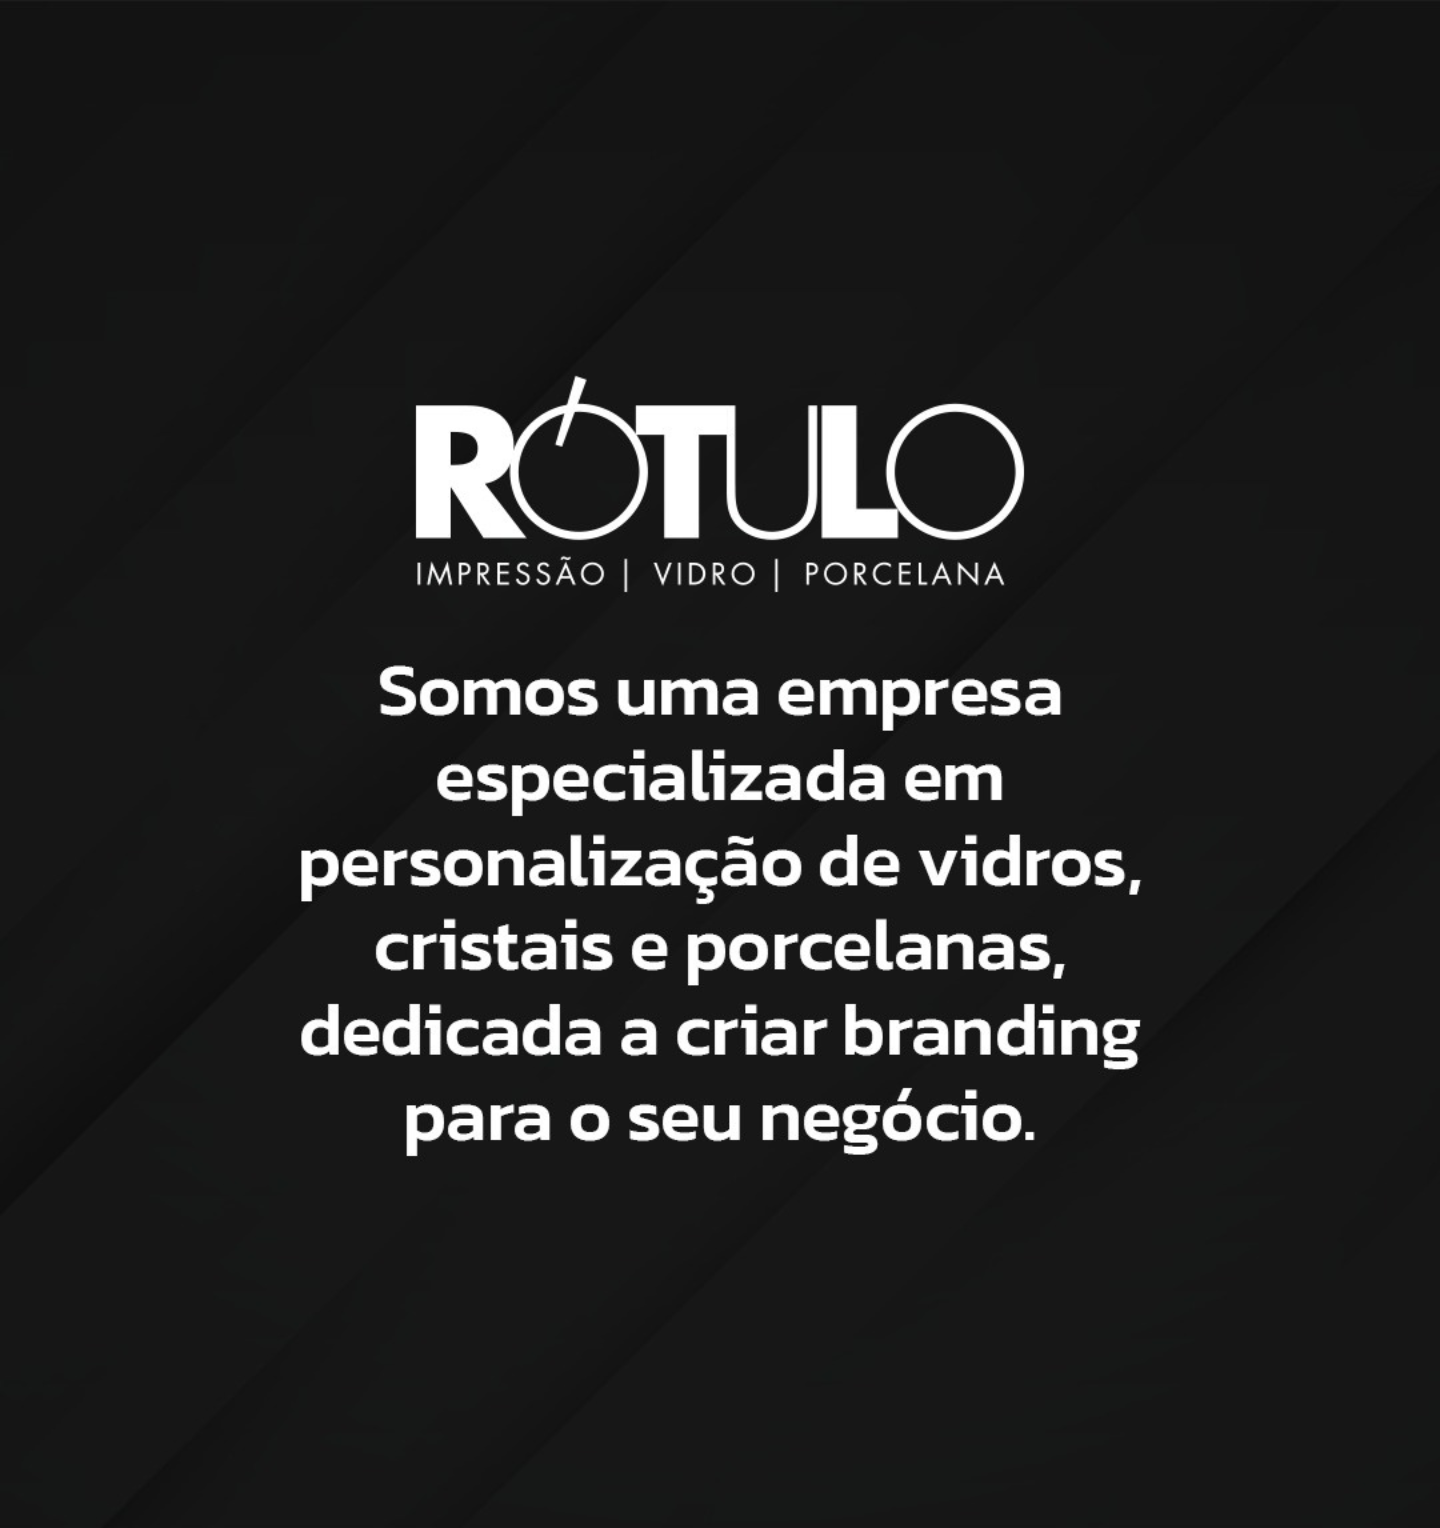 RÓTULO
IMPRESSÃO | VIDRO | PORCELANA
Somos uma empresa
especializada em
personalização de vidros,
cristais e porcelanas,
dedicada a criar branding
para o seu negócio.